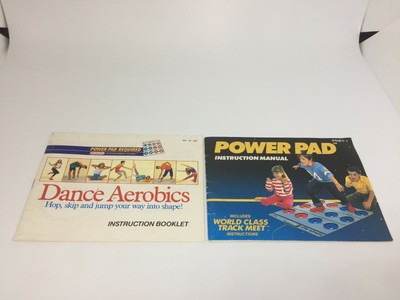 POWER PAD REQUIRED
Dance Aerobics
Hop, skip and jump your way into shape!
INSTRUCTION BOOKLET
POWER PAD
INSTRUCTION MANUAL
INCLUDES
WORLD CLASS
TRACK MEET
INSTRUCTIONS